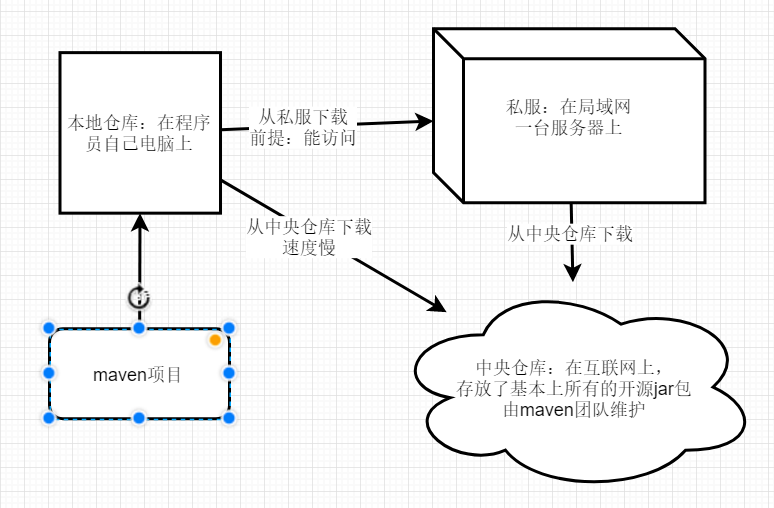 本地仓库：在程序
员自己电脑上
从私服下载
前提：能访问
私服：在局域网
一台服务器上
从中央仓库下载
速度慢
从中央仓库下载
maven项目
中央仓库：在互联网上，
存放了基本上所有的开源jar包
由maven团队维护